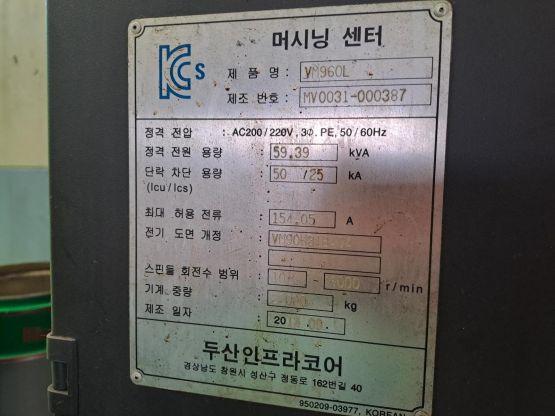 KCs
머시닝 센터
제 품 명 : VM960L
제조 번호 : MV0031-000387
정격 전압 : AC200/220V, 3Φ, PE, 50/60Hz
정격 전원 용량 : 59.39 kVA
단락 차단 용량 : 50 /25 kA
(Icu/Ics)
최대 허용 전류 : 154.05 A
전기 도면 개정 :
스핀들 회전수 범위 : ~ r/min
기계 중량 : kg
제조 일자 :
두산인프라코어
경상남도 창원시 성산구 정동로 162번길 40
950209-03977, KOREAN